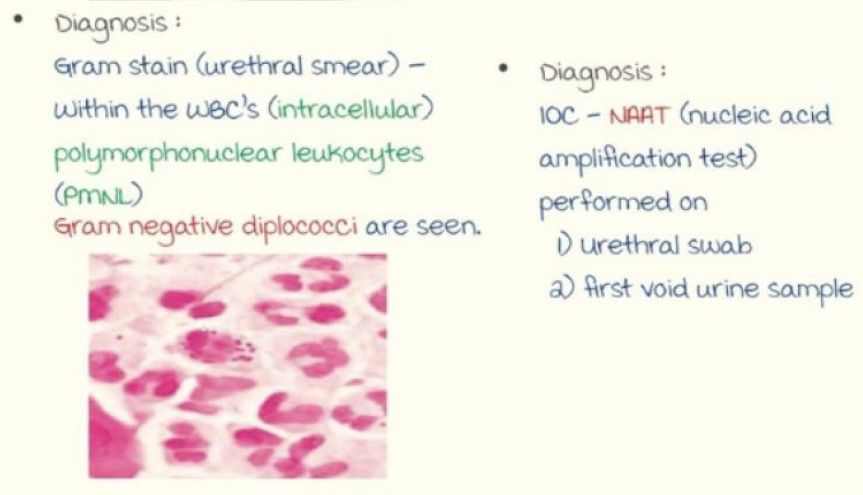 • Diagnosis :
Gram stain (urethral smear) –
Within the WBC's (intracellular)
polymorphonuclear leukocytes
(PMNL)
Gram negative diplococci are seen.
• Diagnosis :
IOC – NAAT (nucleic acid
amplification test)
performed on
1) urethral swab
2) first void urine sample